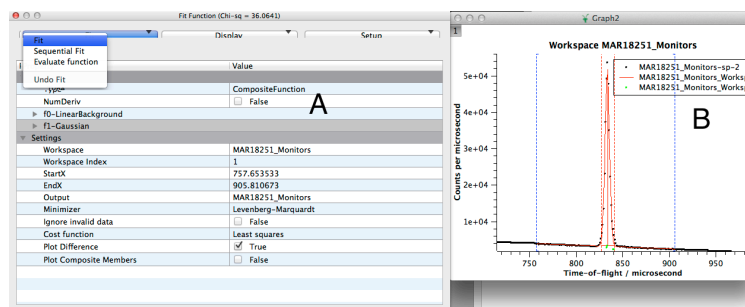 Fit Function (Chi-sq = 36.0641)
Display
Setup
Fit
Sequential Fit
Evaluate function
Undo Fit
Value
Type CompositeFunction
NumDeriv False
f0-LinearBackground
f1-Gaussian
Settings
Workspace MAR18251_Monitors
Workspace Index 1
StartX 757.653533
EndX 905.810673
Output MAR18251_Monitors
Minimizer Levenberg-Marquardt
Ignore invalid data False
Cost function Least squares
Plot Difference True
Plot Composite Members False
A
Graph2
1
Workspace MAR18251_Monitors
MAR18251_Monitors-sp-2
MAR18251_Monitors_Worksp
MAR18251_Monitors_Worksp
B
Counts per microsecond
5e+04
4e+04
3e+04
2e+04
1e+04
750 800 850 900 950
Time-of-flight / microsecond